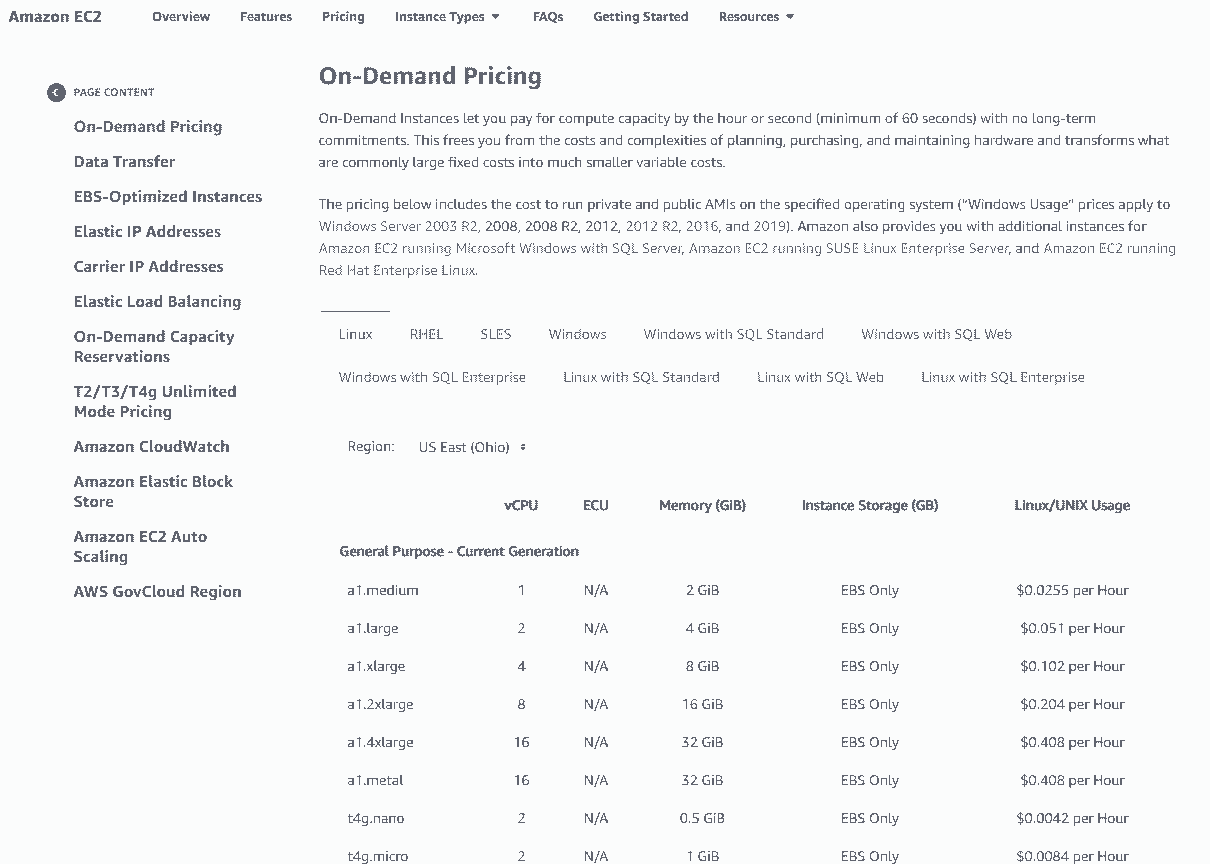 Amazon EC2 Overview Features Pricing Instance Types FAQs Getting Started Resources
PAGE CONTENT
On-Demand Pricing
Data Transfer
EBS-Optimized Instances
Elastic IP Addresses
Carrier IP Addresses
Elastic Load Balancing
On-Demand Capacity
Reservations
T2/T3/T4g Unlimited
Mode Pricing
Amazon CloudWatch
Amazon Elastic Block
Store
Amazon EC2 Auto
Scaling
AWS GovCloud Region
On-Demand Pricing
On-Demand Instances let you pay for compute capacity by the hour or second (minimum of 60 seconds) with no long-term
commitments. This frees you from the costs and complexities of planning, purchasing, and maintaining hardware and transforms what
are commonly large fixed costs into much smaller variable costs.
The pricing below includes the cost to run private and public AMIs on the specified operating system ("Windows Usage" prices apply to
Windows Server 2003 R2, 2008, 2008 R2, 2012, 2012 R2, 2016, and 2019). Amazon also provides you with additional instances for
Amazon EC2 running Microsoft Windows with SQL Server, Amazon EC2 running SUSE Linux Enterprise Server, and Amazon EC2 running
Red Hat Enterprise Linux.
Linux RHEL SLES Windows Windows with SQL Standard Windows with SQL Web
Windows with SQL Enterprise Linux with SQL Standard Linux with SQL Web Linux with SQL Enterprise
Region: US East (Ohio)
vCPU ECU Memory (GiB) Instance Storage (GB) Linux/UNIX Usage
General Purpose - Current Generation
a1.medium 1 N/A 2 GiB EBS Only $0.0255 per Hour
a1.large 2 N/A 4 GiB EBS Only $0.051 per Hour
a1.xlarge 4 N/A 8 GiB EBS Only $0.102 per Hour
a1.2xlarge 8 N/A 16 GiB EBS Only $0.204 per Hour
a1.4xlarge 16 N/A 32 GiB EBS Only $0.408 per Hour
a1.metal 16 N/A 32 GiB EBS Only $0.408 per Hour
t4g.nano 2 N/A 0.5 GiB EBS Only $0.0042 per Hour
t4g.micro 2 N/A 1 GiB EBS Only $0.0084 per Hour